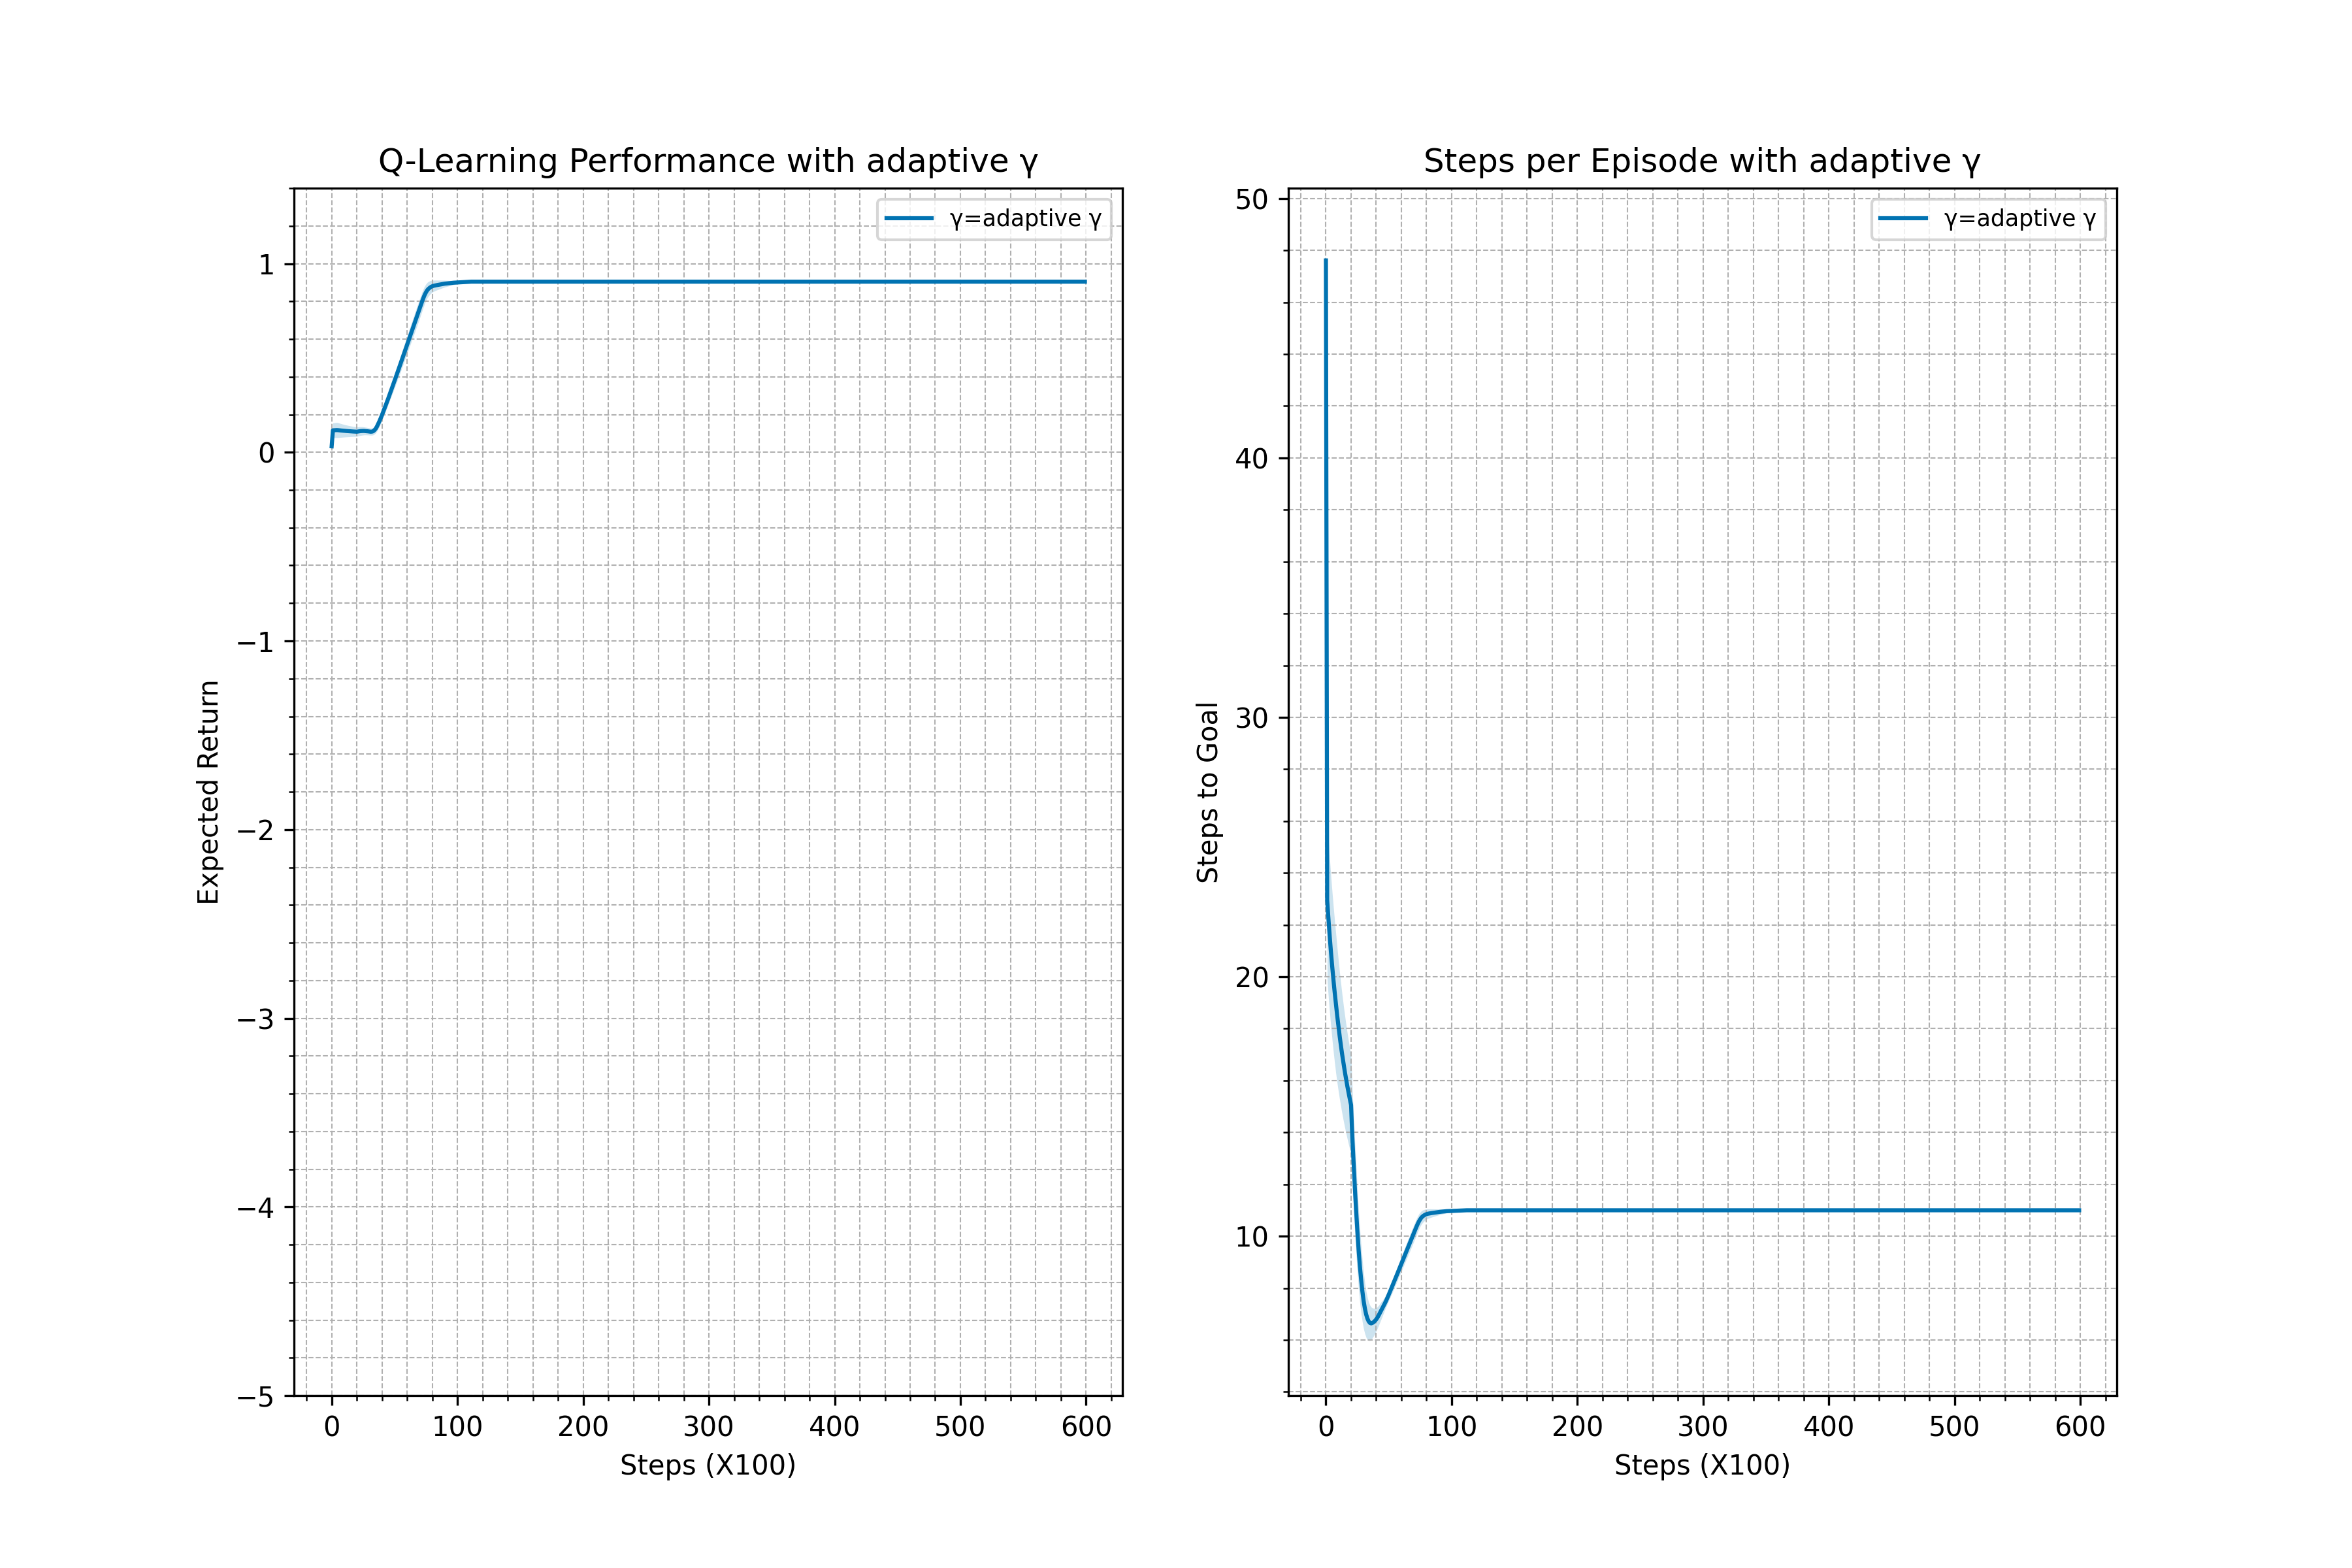 Q-Learning Performance with adaptive γ
γ=adaptive γ
1
0
−1
−2
−3
−4
−5
Expected Return
0 100 200 300 400 500 600
Steps (X100)
Steps per Episode with adaptive γ
γ=adaptive γ
50
40
30
20
10
Steps to Goal
0 100 200 300 400 500 600
Steps (X100)